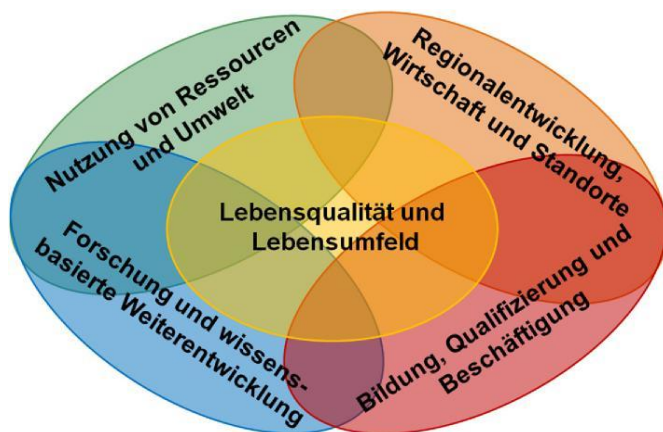 Nutzung von Ressourcen
und Umwelt
Regionalentwicklung,
Wirtschaft und Standorte
Lebensqualität und
Lebensumfeld
Forschung und wissens-
basierte Weiterentwicklung
Bildung, Qualifizierung und
Beschäftigung